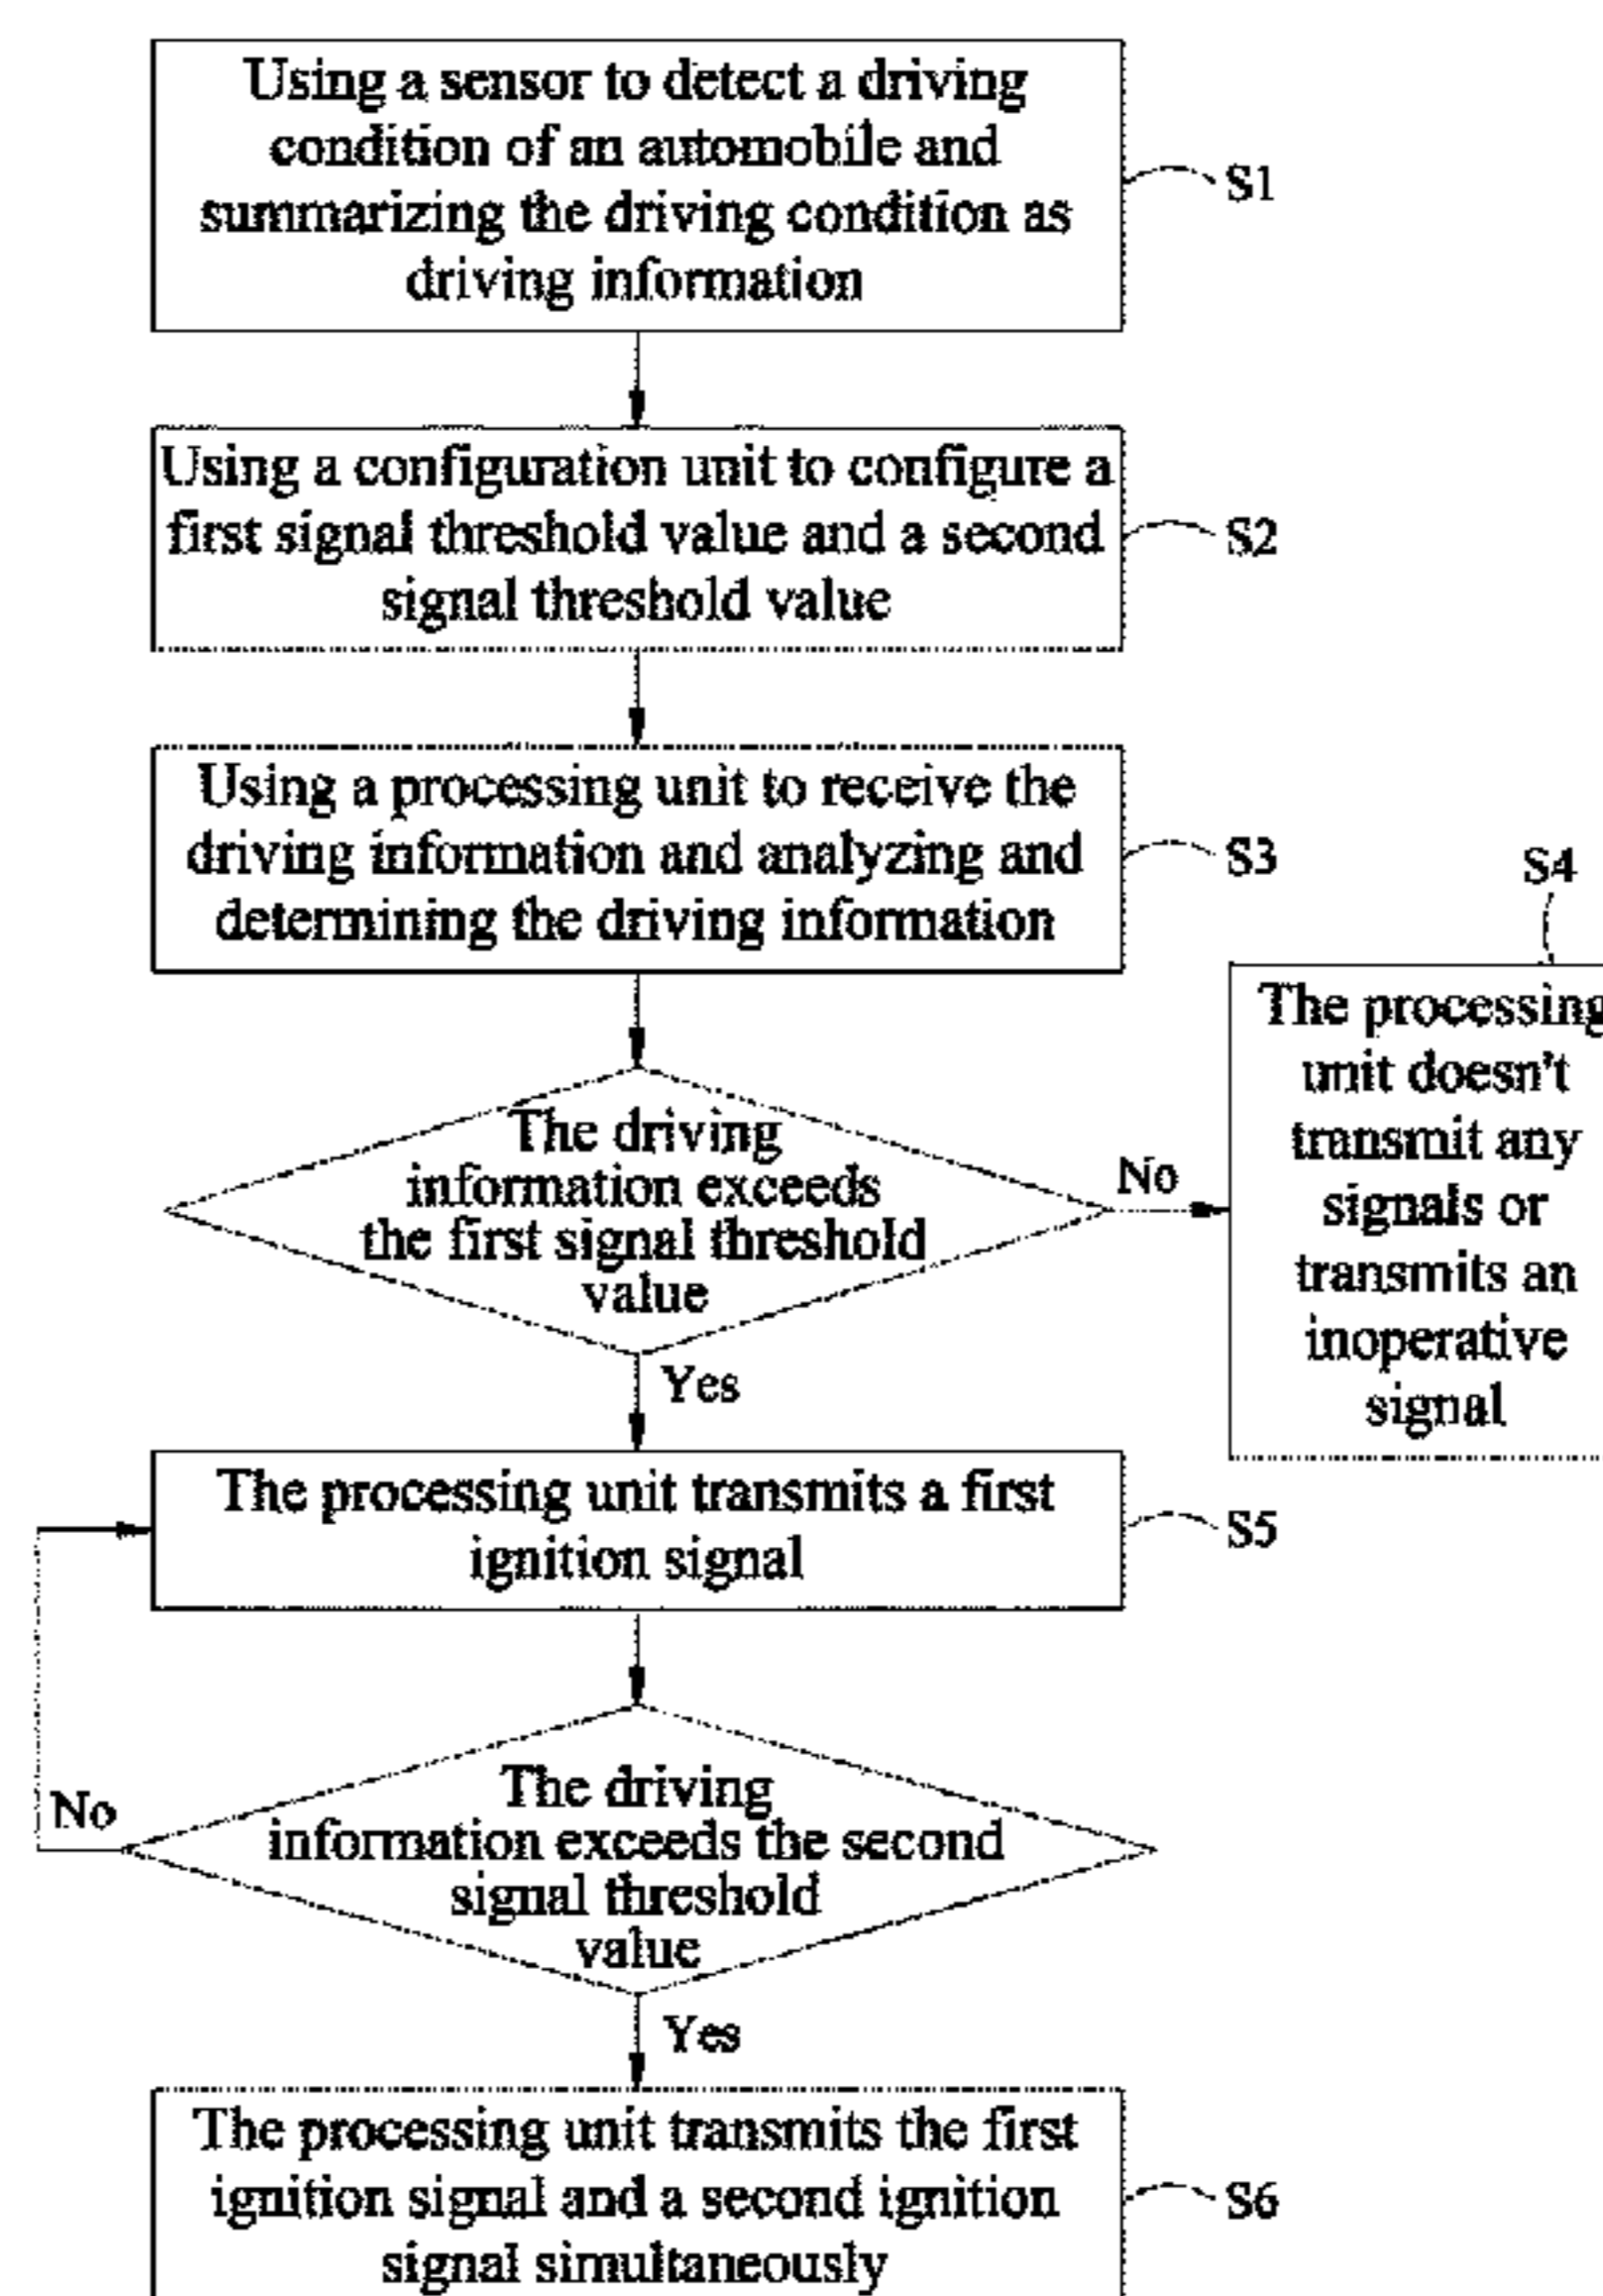 Using a sensor to detect a driving
condition of an automobile and
summarizing the driving condition as
driving information
S1
Using a configuration unit to configure a
first signal threshold value and a second
signal threshold value
S2
Using a processing unit to receive the
driving information and analyzing and
determining the driving information
S3
S4
The processing
unit doesn't
transmit any
signals or
transmits an
inoperative
signal
The driving
information exceeds
the first signal threshold
value
No
Yes
The processing unit transmits a first
ignition signal
S5
The driving
information exceeds the second
signal threshold
value
No
Yes
The processing unit transmits the first
ignition signal and a second ignition
signal simultaneously
S6